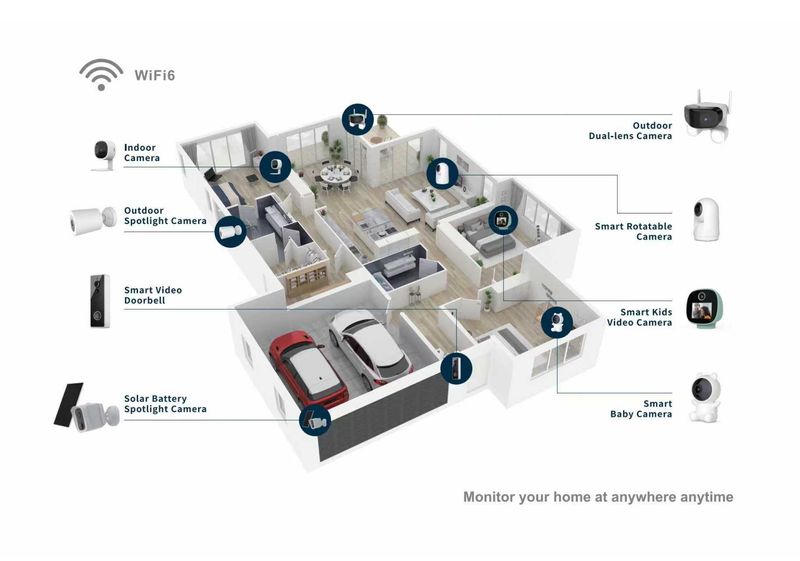 WiFi6
Indoor
Camera
Outdoor
Spotlight Camera
Smart Video
Doorbell
Solar Battery
Spotlight Camera
Outdoor
Dual-lens Camera
Smart Rotatable
Camera
Smart Kids
Video Camera
Smart
Baby Camera
Monitor your home at anywhere anytime